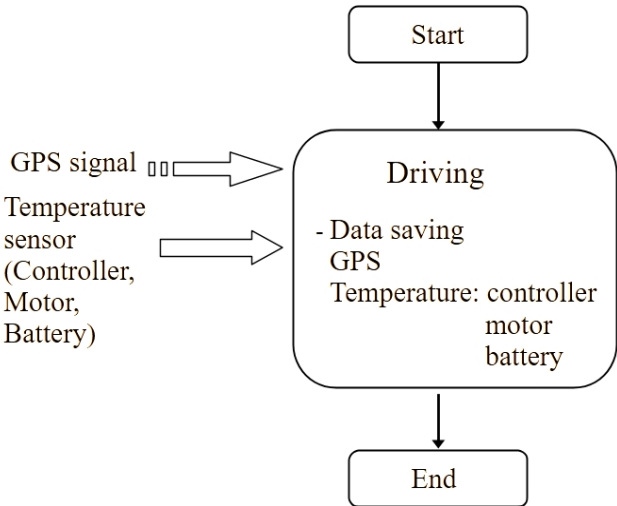 Start
GPS signal
Temperature
sensor
(Controller,
Motor,
Battery)
Driving
- Data saving
GPS
Temperature: controller
motor
battery
End